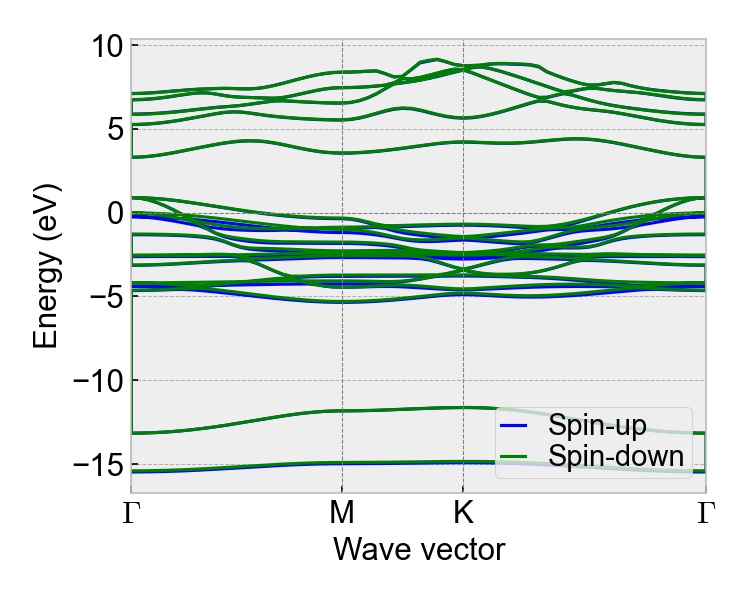 10
5
0
−5
−10
−15
Energy (eV)
Spin-up
Spin-down
Γ M K Γ
Wave vector